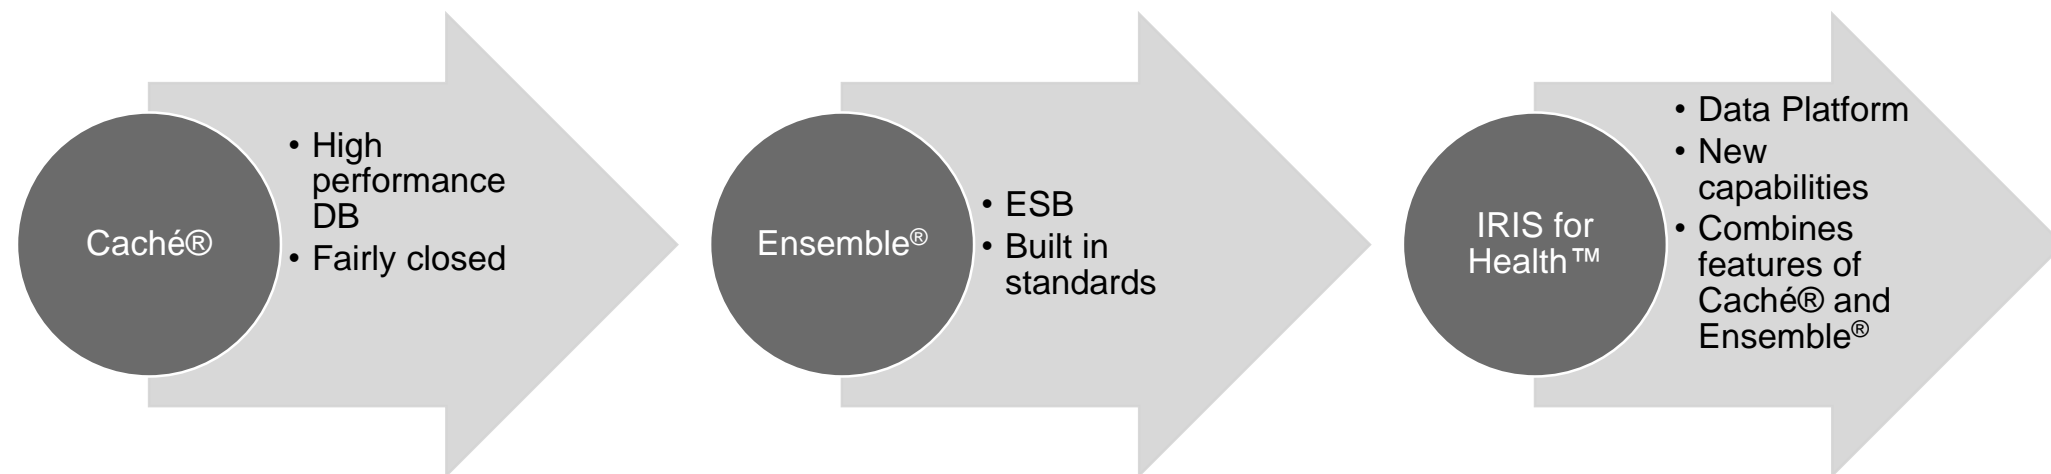 Caché®
• High
performance
DB
• Fairly closed
Ensemble®
• ESB
• Built in
standards
IRIS for
Health™
• Data Platform
• New
capabilities
• Combines
features of
Caché® and
Ensemble®